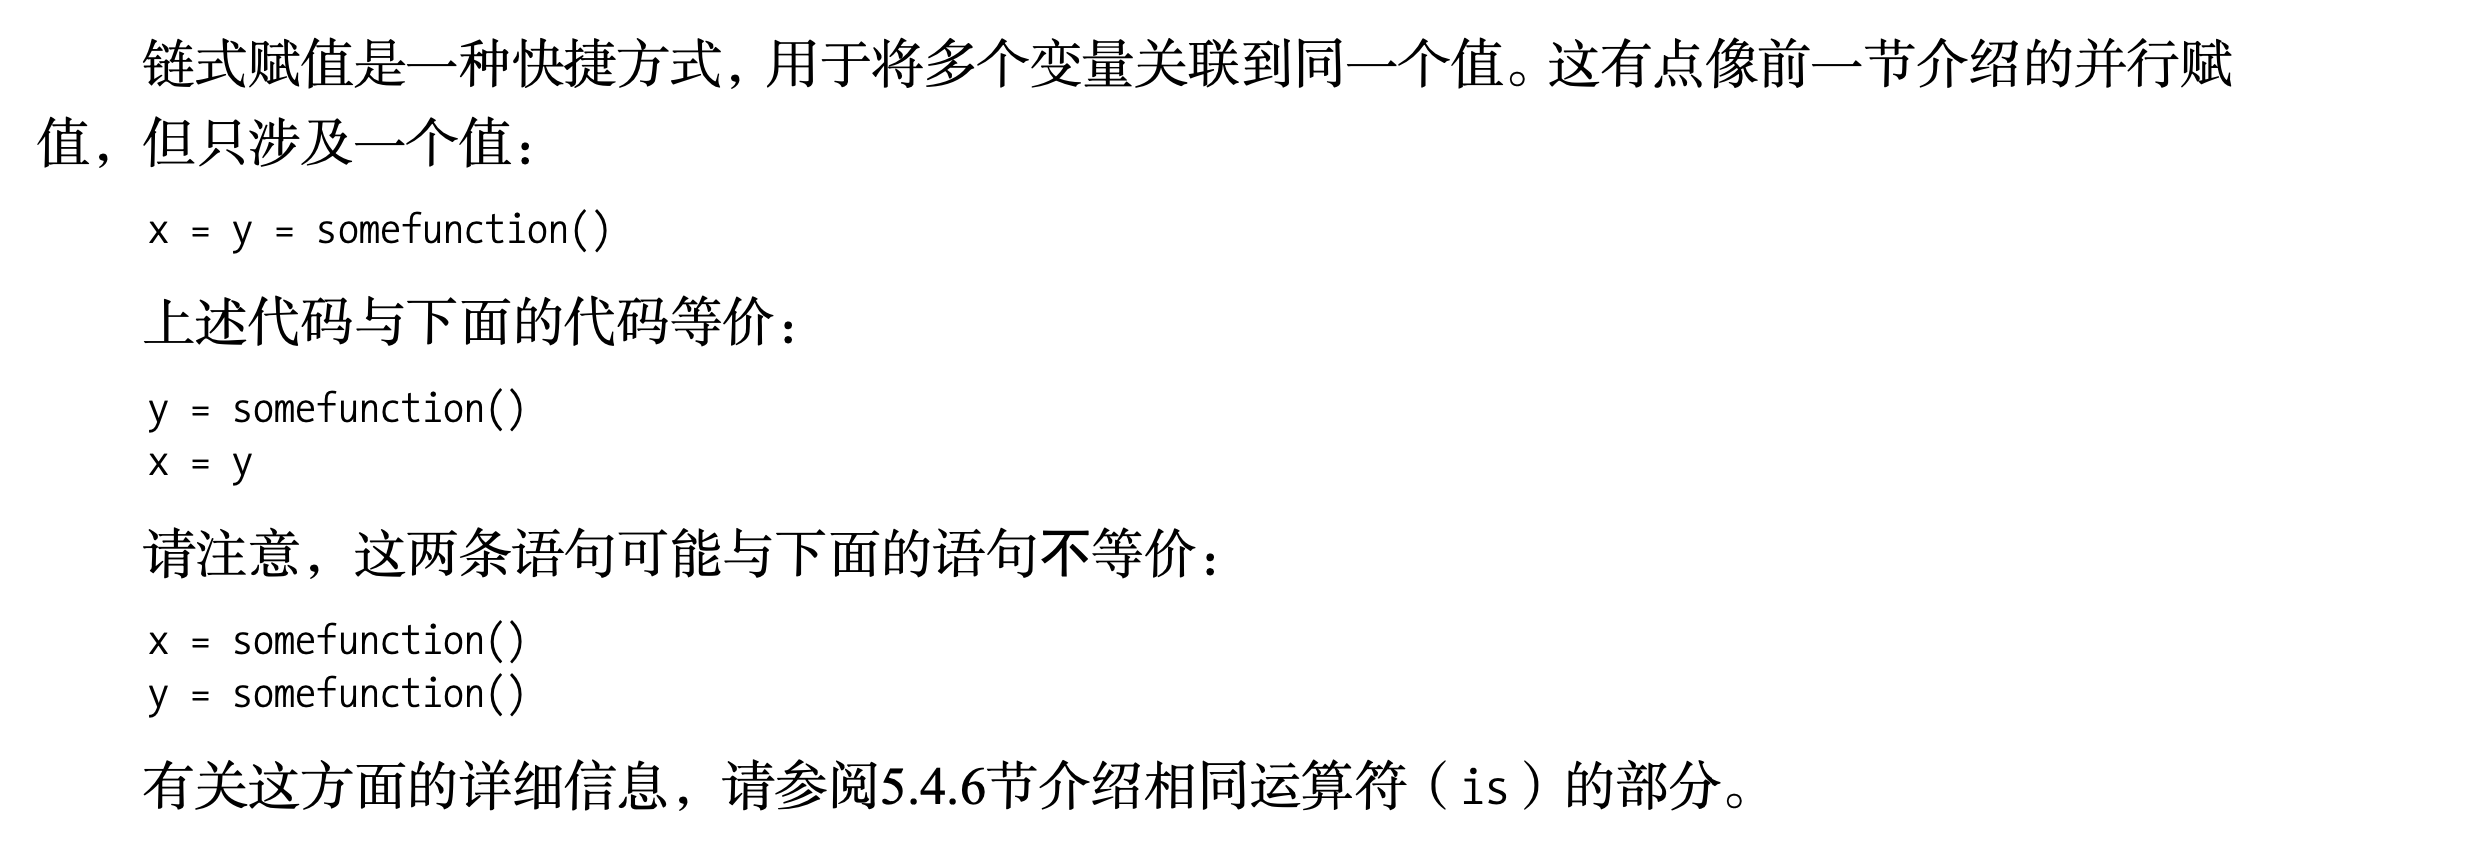 链式赋值是一种快捷方式，用于将多个变量关联到同一个值。这有点像前一节介绍的并行赋
值，但只涉及一个值：
x = y = somefunction()
上述代码与下面的代码等价：
y = somefunction()
x = y
请注意，这两条语句可能与下面的语句不等价：
x = somefunction()
y = somefunction()
有关这方面的详细信息，请参阅5.4.6节介绍相同运算符（is）的部分。